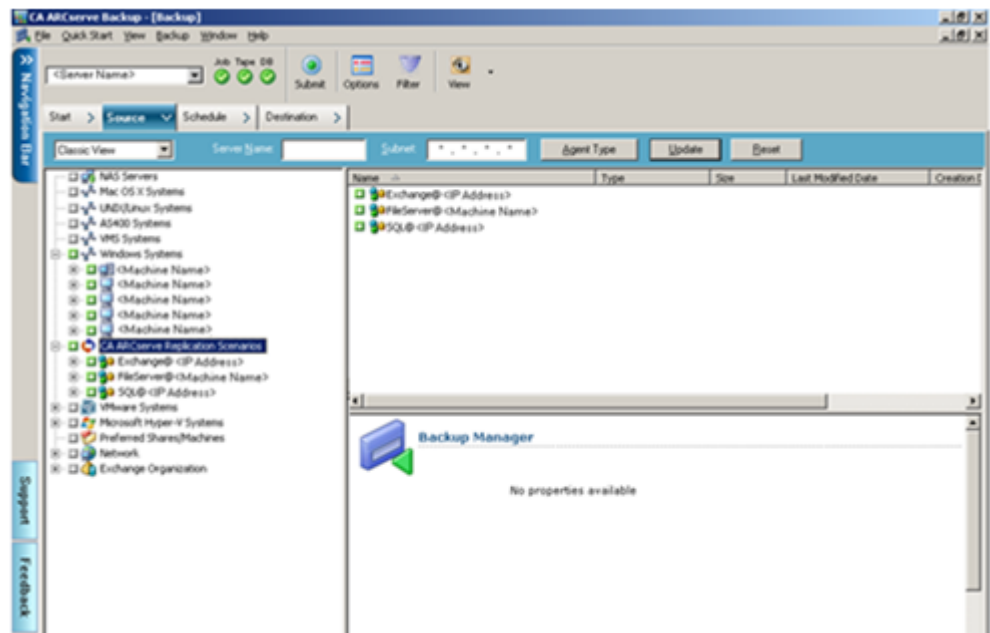 CA ARCserve Backup - [Backup]
File Quick Start View Backup Window Help
<Server Name>
Job Tape DB
Submit
Options
Filter
View
Start > Source Schedule > Destination >
Classic View
Server Name:
Subnet:
* . * . * . *
Agent Type
Update
Reset
Navigation Bar
NAS Servers
Mac OS X Systems
UNIX/Linux Systems
AS400 Systems
VMS Systems
Windows Systems
<Machine Name>
<Machine Name>
<Machine Name>
<Machine Name>
<Machine Name>
CA ARCserve Replication Scenarios
Exchange@ <IP Address>
FileServer@ <Machine Name>
SQL@ <IP Address>
VMware Systems
Microsoft Hyper-V Systems
Preferred Shares/Machines
Network
Exchange Organization
Name Type Size Last Modified Date Creation D
Exchange@ <IP Address>
FileServer@ <Machine Name>
SQL@ <IP Address>
Backup Manager
No properties available
Support
Feedback